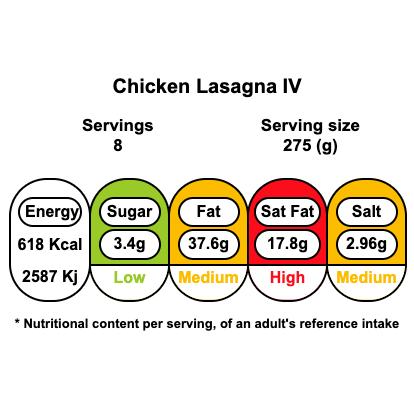 Chicken Lasagna IV
Servings
8
Serving size
275 (g)
Energy
618 Kcal
2587 Kj
Sugar
3.4g
Low
Fat
37.6g
Medium
Sat Fat
17.8g
High
Salt
2.96g
Medium
* Nutritional content per serving, of an adult's reference intake